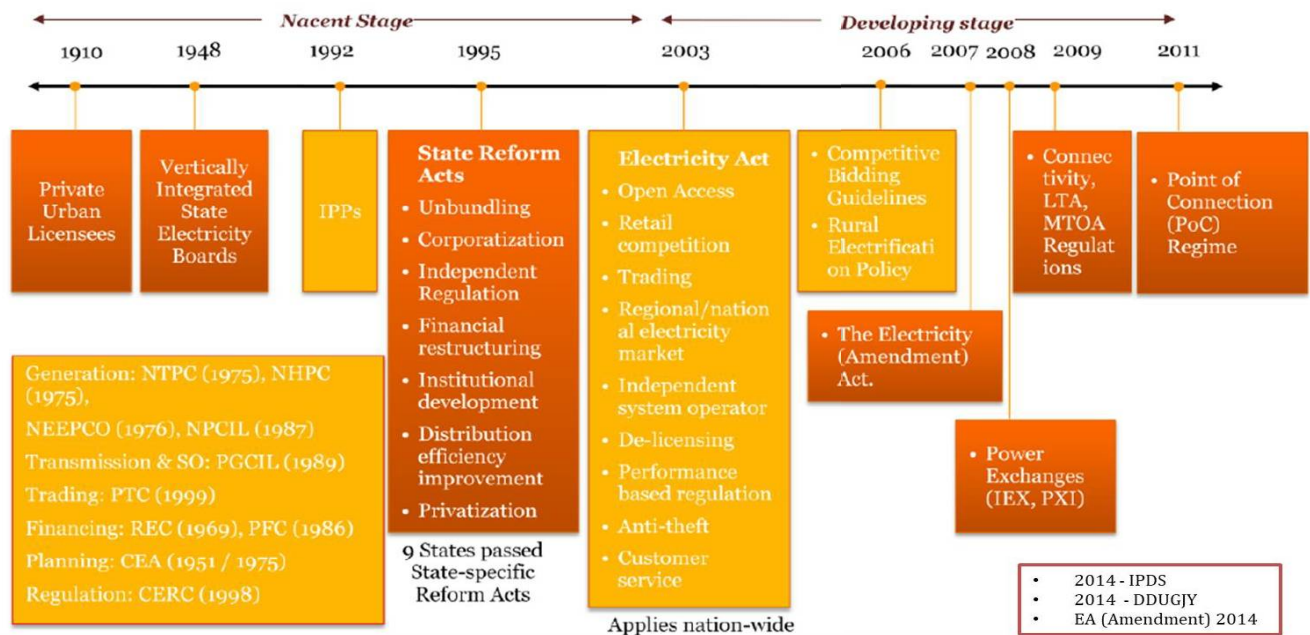 Nacent Stage
Developing stage
1910
1948
1992
1995
2003
2006
2007
2008
2009
2011
Private
Urban
Licensees
Vertically
Integrated
State
Electricity
Boards
IPPs
State Reform
Acts
• Unbundling
• Corporatization
• Independent
Regulation
• Financial
restructuring
• Institutional
development
• Distribution
efficiency
improvement
• Privatization
9 States passed
State-specific
Reform Acts
Electricity Act
• Open Access
• Retail
competition
• Trading
• Regional/nation
al electricity
market
• Independent
system operator
• De-licensing
• Performance
based regulation
• Anti-theft
• Customer
service
Applies nation-wide
• Competitive
Bidding
Guidelines
• Rural
Electrificati
on Policy
• The Electricity
(Amendment)
Act.
• Power
Exchanges
(IEX, PXI)
• Connec
tivity,
LTA,
MTOA
Regulat
ions
• Point of
Connection
(PoC)
Regime
Generation: NTPC (1975), NHPC
(1975),
NEEPCO (1976), NPCIL (1987)
Transmission & SO: PGCIL (1989)
Trading: PTC (1999)
Financing: REC (1969), PFC (1986)
Planning: CEA (1951 / 1975)
Regulation: CERC (1998)
• 2014 - IPDS
• 2014 - DDUGJY
• EA (Amendment) 2014